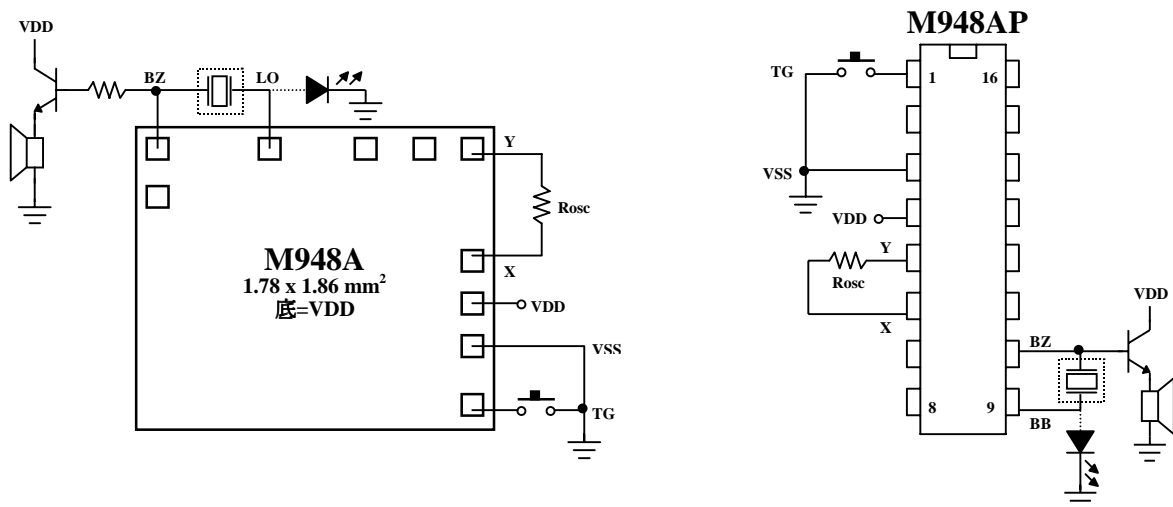 VDD
BZ
LO
Y
Rosc
X
M948A
1.78 x 1.86 mm2
底=VDD
VDD
VSS
TG
M948AP
TG
1
16
VSS
VDD
Y
Rosc
X
VDD
BZ
8
9
BB